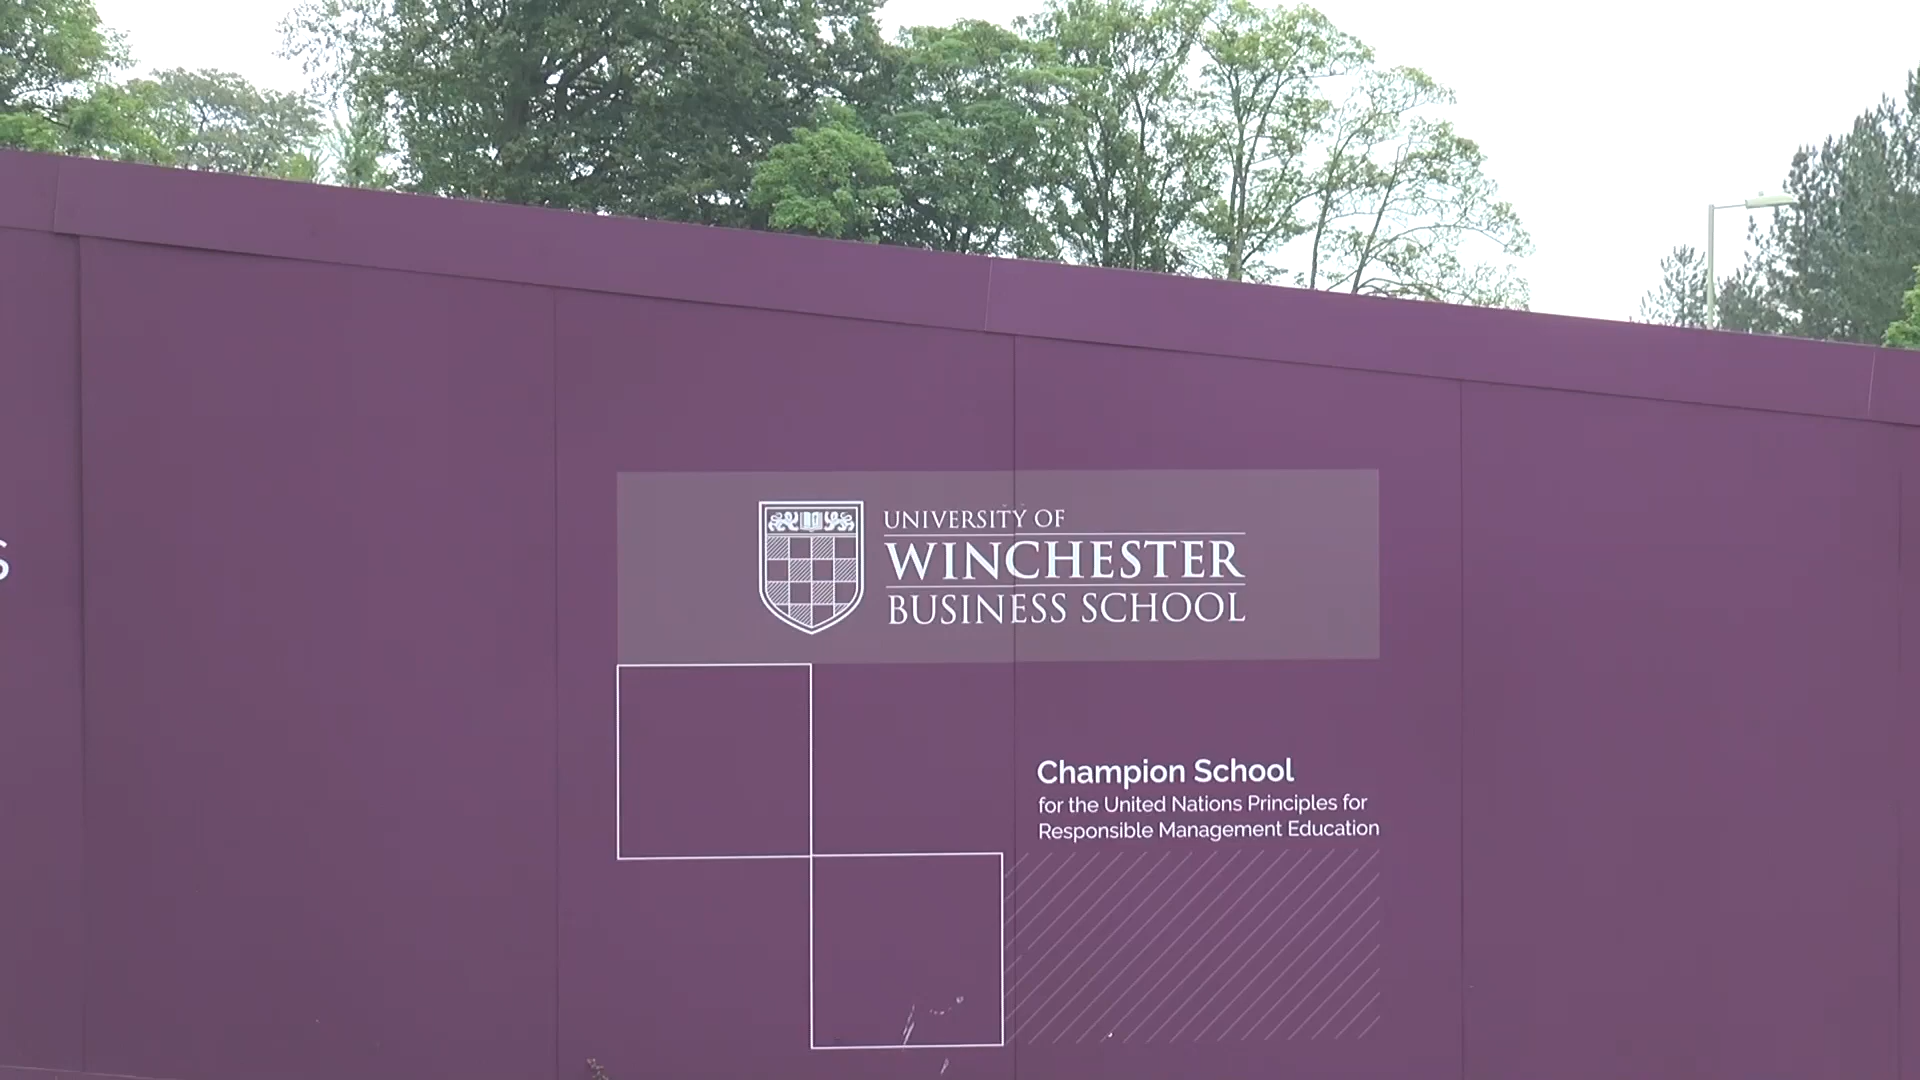 S
UNIVERSITY OF
WINCHESTER
BUSINESS SCHOOL
Champion School
for the United Nations Principles for
Responsible Management Education